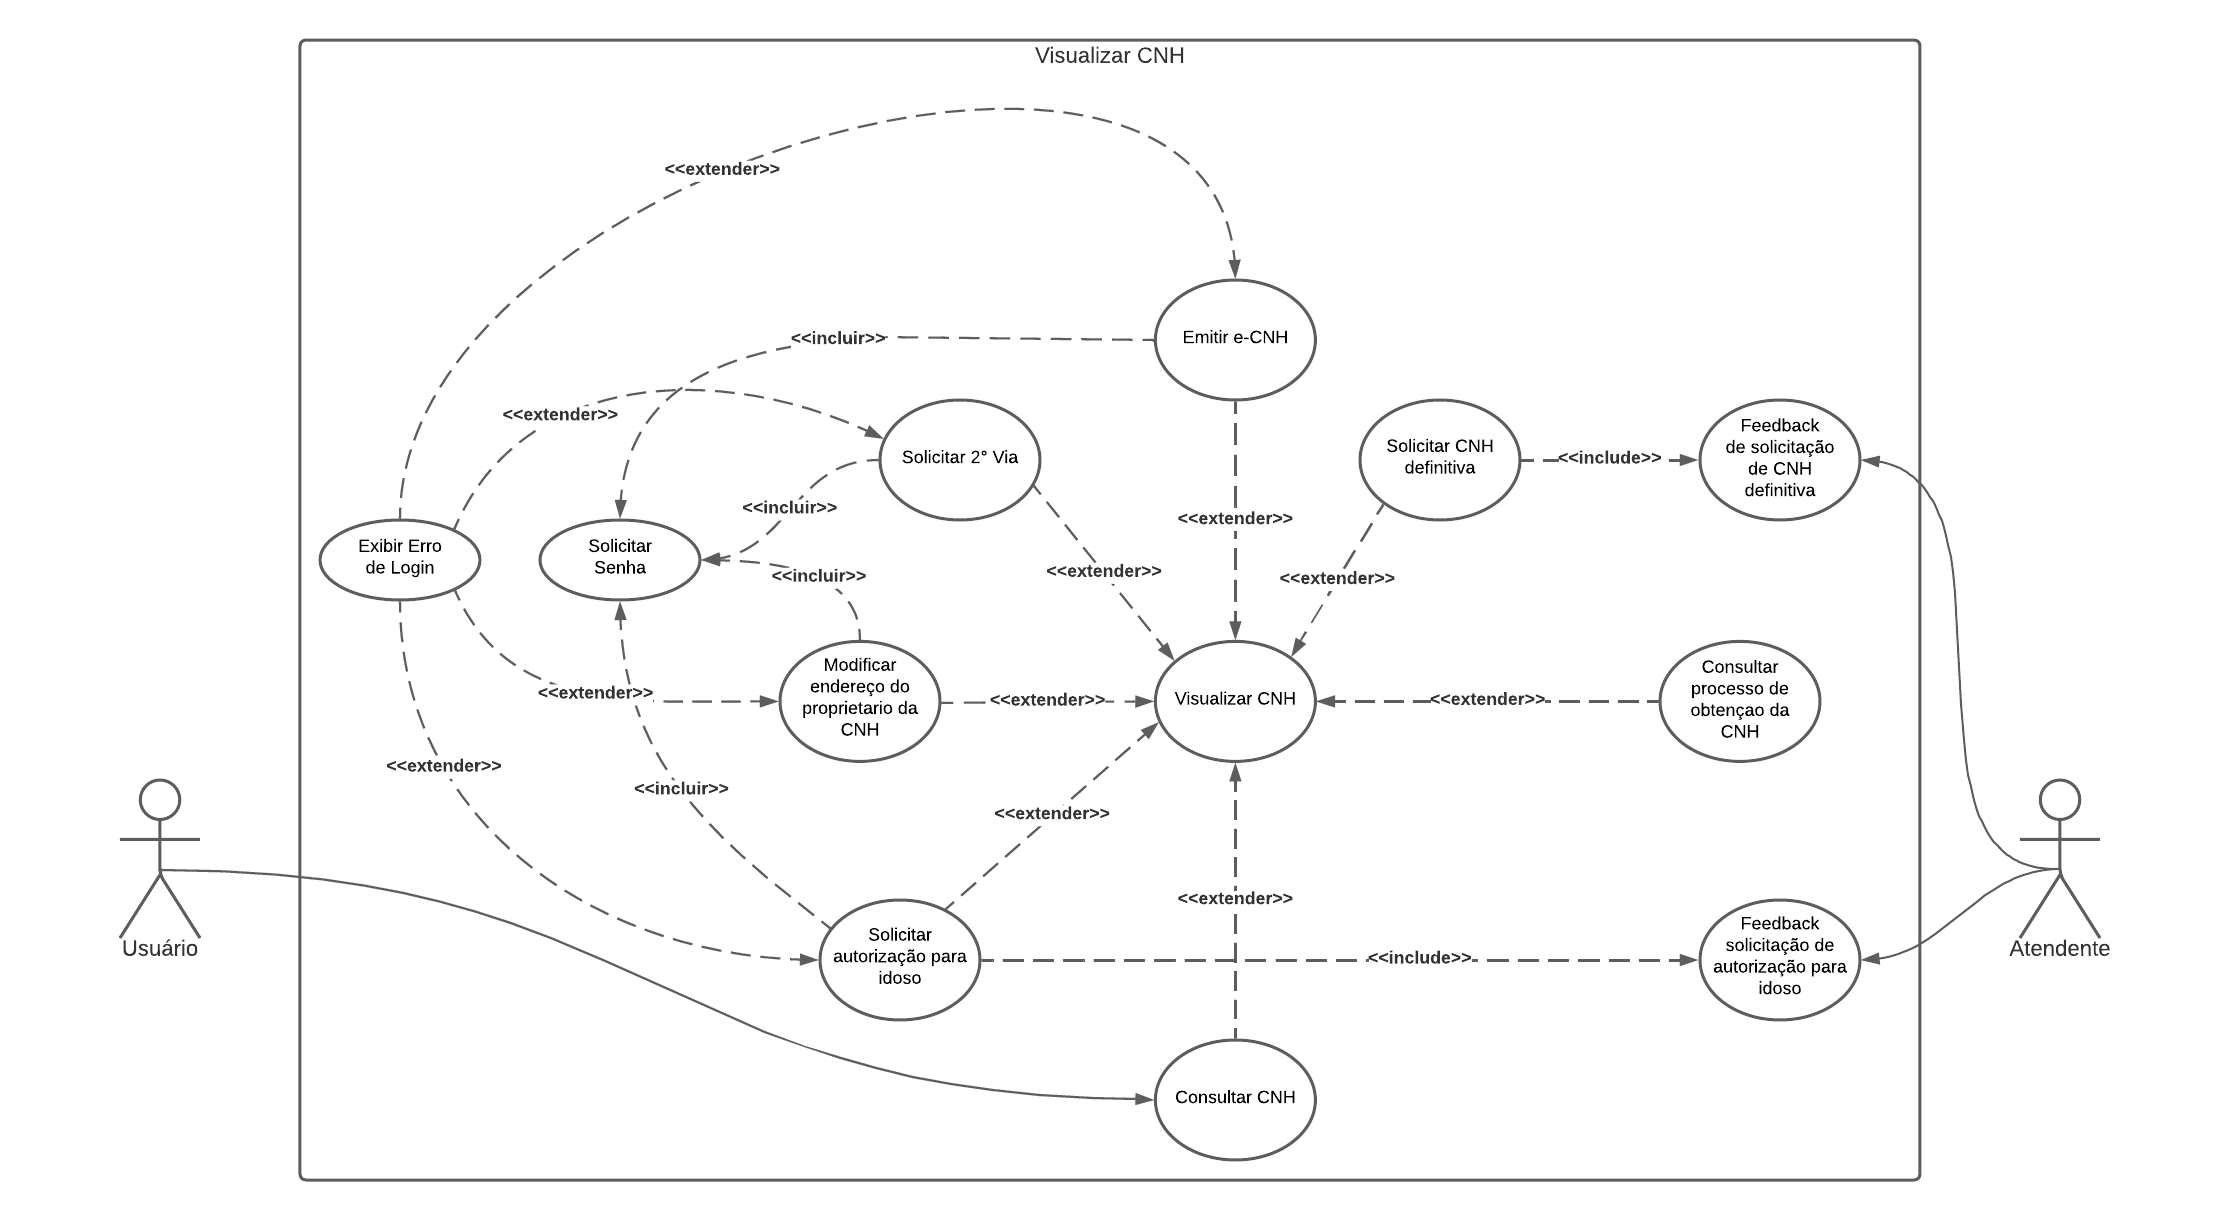 Visualizar CNH
<<extender>>
<<incluir>>
Emitir e-CNH
<<extender>>
Solicitar 2° Via
Solicitar CNH
definitiva
<<include>>
Feedback
de solicitação
de CNH
definitiva
<<incluir>>
<<extender>>
Exibir Erro
de Login
Solicitar
Senha
<<incluir>>
<<extender>>
<<extender>>
<<extender>>
Modificar
endereço do
proprietario da
CNH
<<extender>>
Visualizar CNH
<<extender>>
Consultar
processo de
obtençao da
CNH
<<extender>>
<<incluir>>
<<extender>>
<<extender>>
Usuário
Solicitar
autorização para
idoso
<<include>>
Feedback
solicitação de
autorização para
idoso
Atendente
Consultar CNH